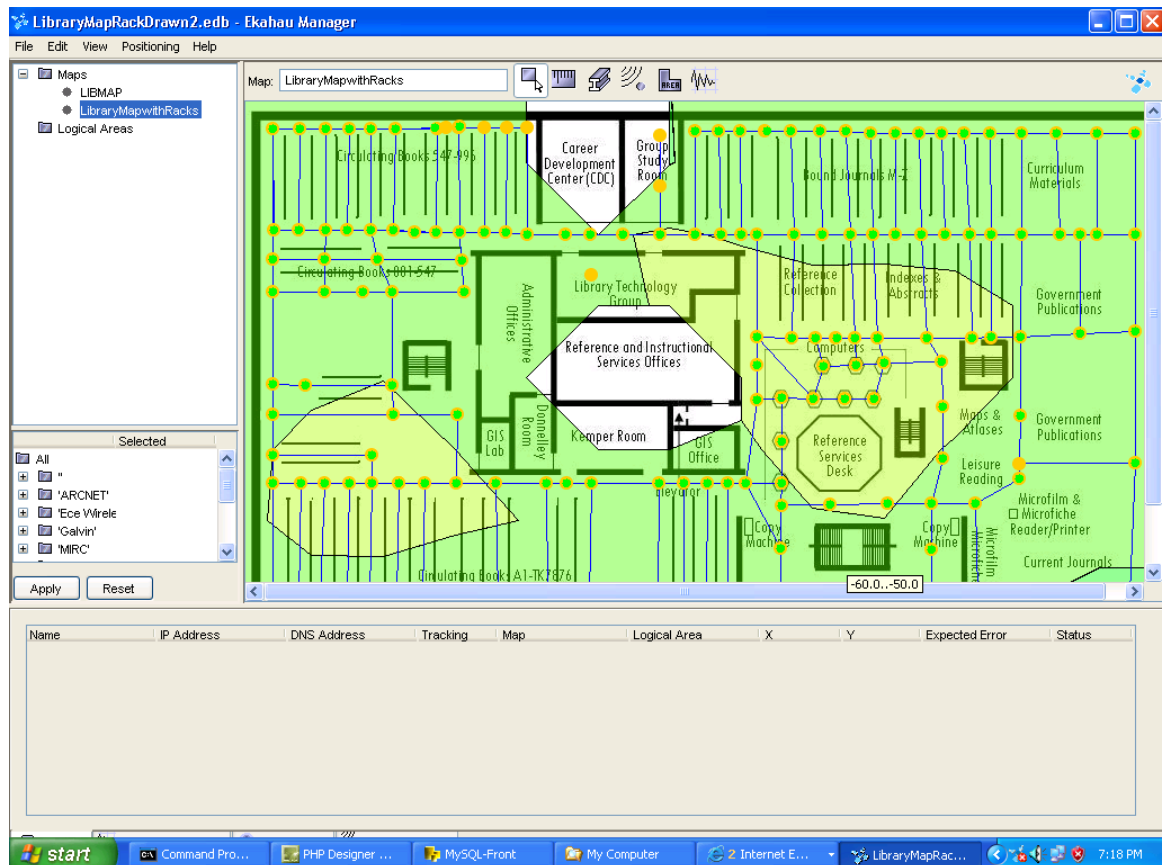 LibraryMapRackDrawn2.edb - Ekahau Manager
File Edit View Positioning Help
Maps
LIBMAP
LibraryMapwithRacks
Logical Areas
Map: LibraryMapwithRacks
AREA
Circulating Books 547-995
Career
Development
Center (CDC)
Group
Study
Room
Bound Journals M-Z
Curriculum
Materials
Circulating Books 001-547
Administrative
Offices
Library Technology
Group
Reference
Collection
Indexes &
Abstracts
Government
Publications
Reference and Instructional
Services Offices
Computers
GIS
Lab
Donnelley
Room
Kemper Room
GIS
Office
Reference
Services
Desk
Maps &
Atlases
Government
Publications
Leisure
Reading
Elevator
Microfilm &
Microfiche
Reader/Printer
Copy
Machine
Copy
Machine
Microfiche
Microfilm
Circulating Books A1-TK7876
Current Journals
-60.0..-50.0
Selected
All
''
'ARCNET'
'Ece Wirele
'Galvin'
'MIRC'
Apply Reset
Name IP Address DNS Address Tracking Map Logical Area X Y Expected Error Status
start Command Pro... PHP Designer ... MySQL-Front My Computer 2 Internet E... LibraryMapRac... 7:18 PM